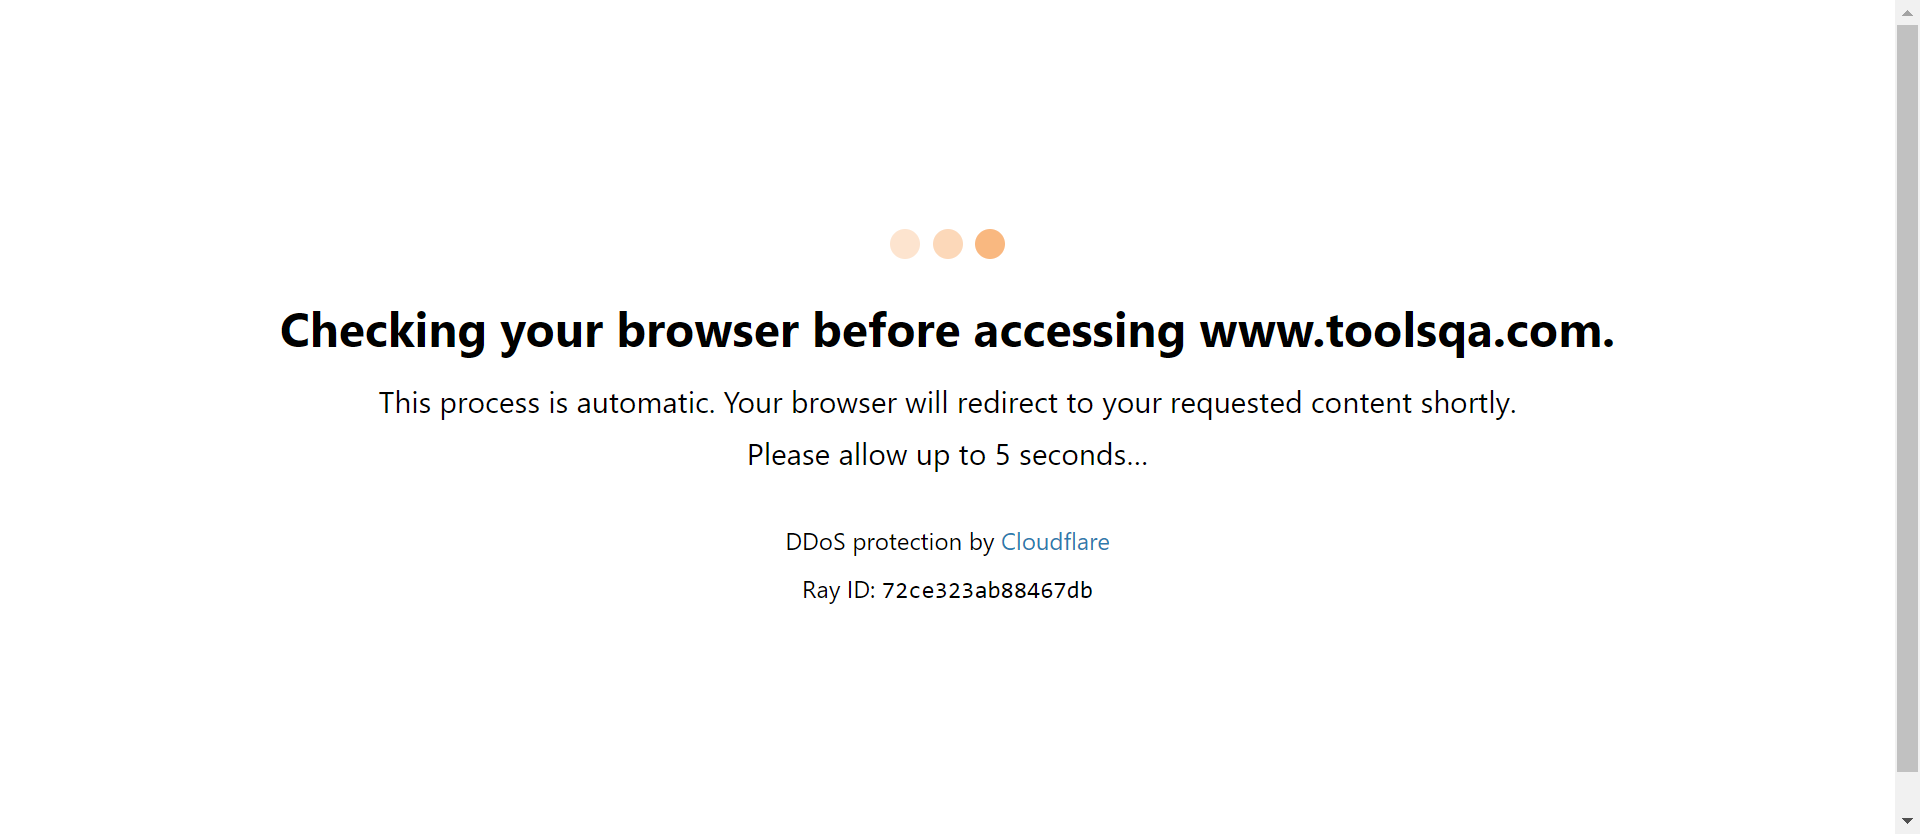 Checking your browser before accessing www.toolsqa.com.
This process is automatic. Your browser will redirect to your requested content shortly.
Please allow up to 5 seconds...
DDoS protection by Cloudflare
Ray ID: 72ce323ab88467db